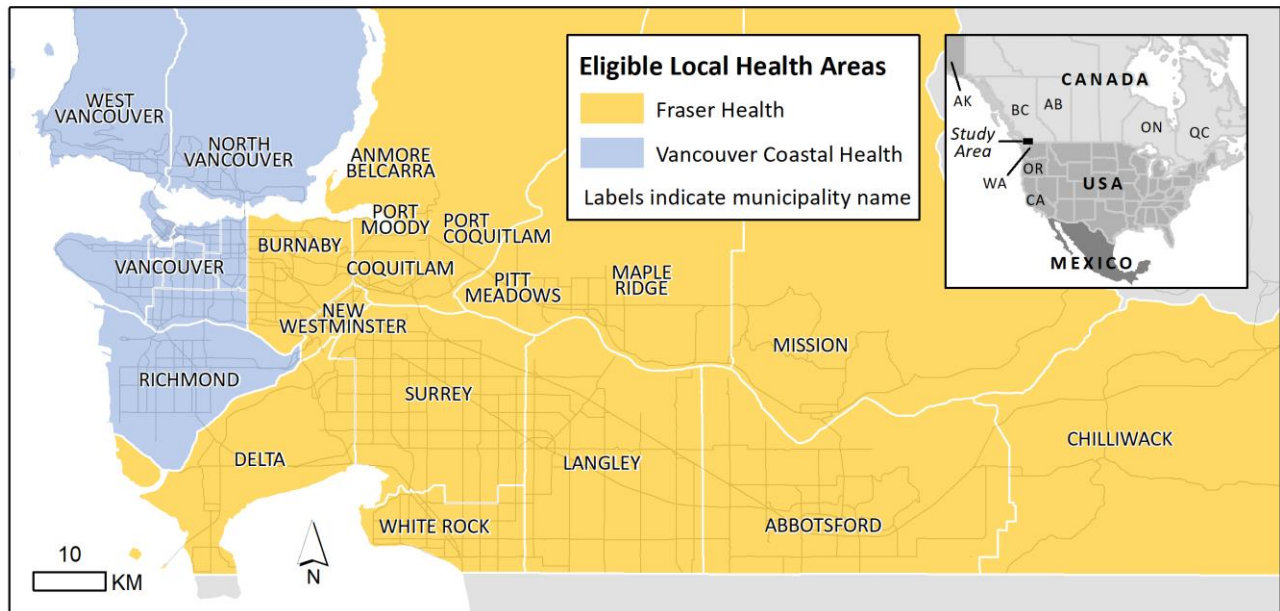 Eligible Local Health Areas
Fraser Health
Vancouver Coastal Health
Labels indicate municipality name
WEST
VANCOUVER
NORTH
VANCOUVER
ANMORE
BELCARRA
PORT
MOODY
PORT
COQUITLAM
BURNABY
VANCOUVER
COQUITLAM
PITT
MEADOWS
MAPLE
RIDGE
NEW
WESTMINSTER
MISSION
RICHMOND
SURREY
CHILLIWACK
DELTA
LANGLEY
WHITE ROCK
ABBOTSFORD
10
KM
N
CANADA
AK
BC
AB
ON
QC
Study
Area
WA
OR
USA
CA
MEXICO